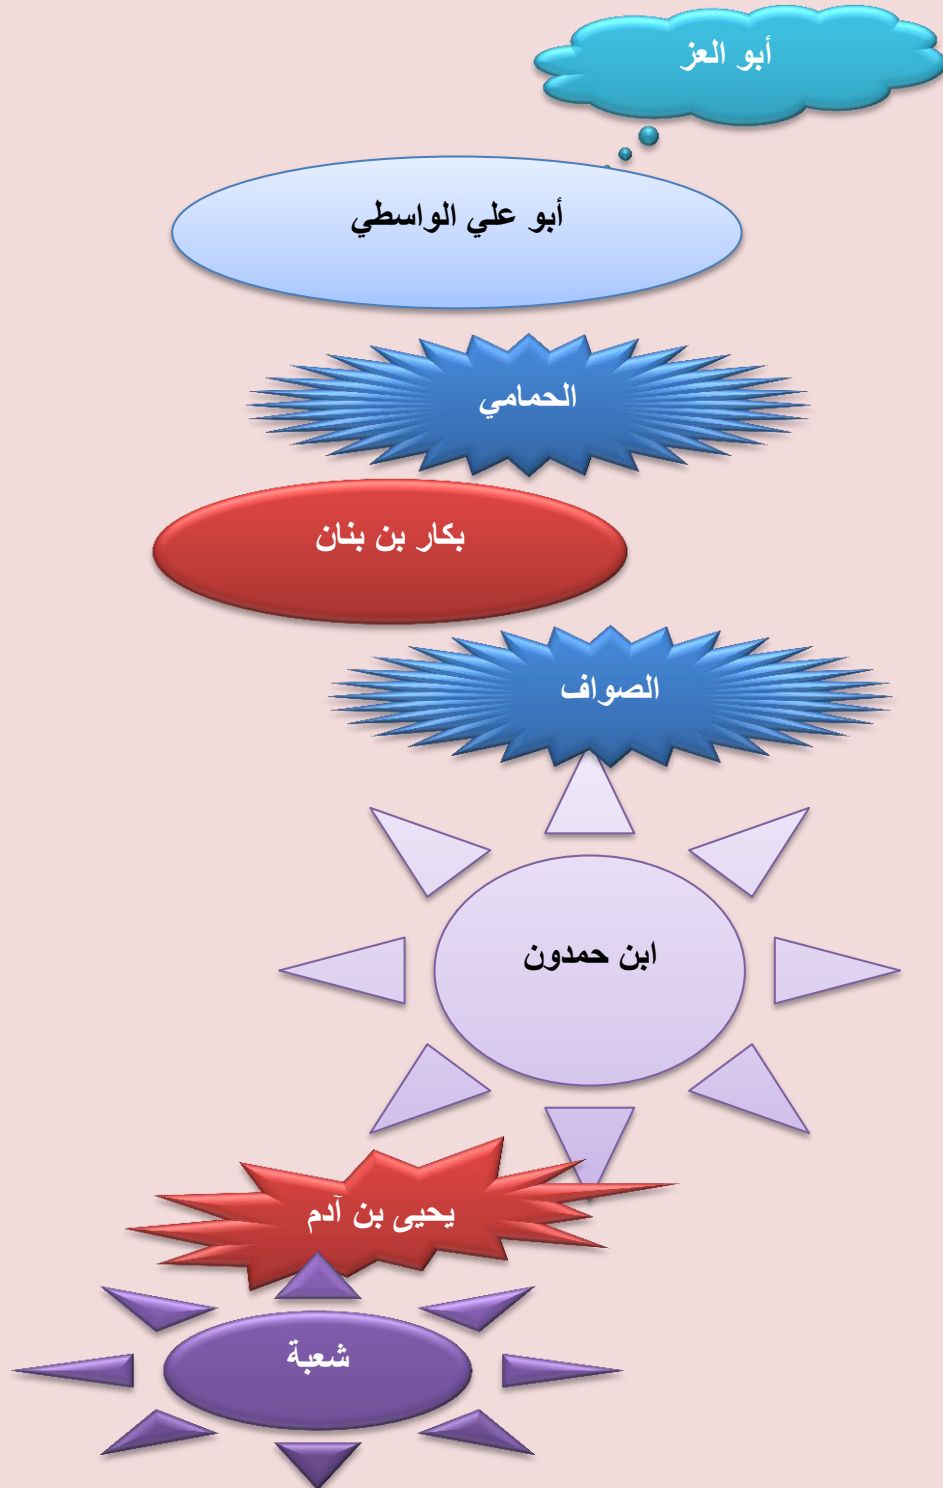 أبو العز
أبو علي الواسطي
الحمامي
بكار بن بنان
الصواف
ابن حمدون
يحيى بن آدم
شعبة